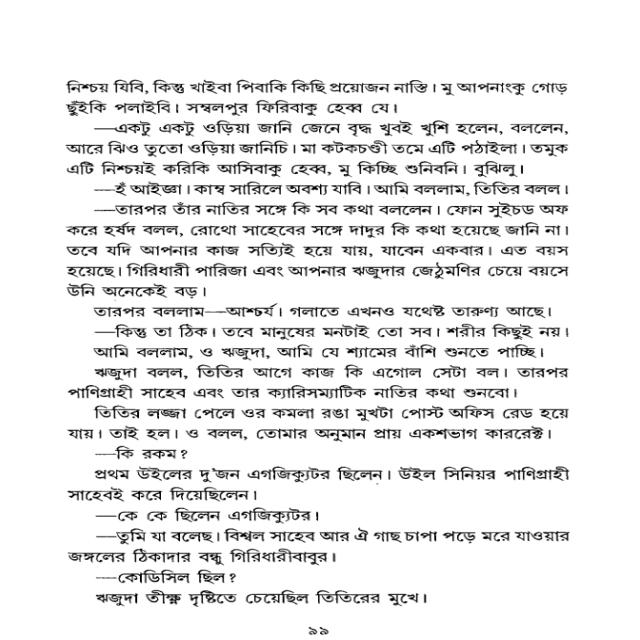 নিশ্চয় যিবি, কিন্তু খাইবা পিবাকি কিছি প্রয়োজন নাস্তি। মু আপনাংকু গোড়
ছুঁইকি পলাইবি। সম্বলপুর ফিরিবাকু হেব্ব যে।
—একটু একটু ওড়িয়া জানি জেনে বৃদ্ধ খুবই খুশি হলেন, বললেন,
আরে ঝিও তুতো ওড়িয়া জানিচি। মা কটকচণ্ডী তমে এটি পঠাইলা। তমুক
এটি নিশ্চয়ই করিকি আসিবাকু হেব্ব, মু কিচ্ছি শুনিবনি। বুঝিলু।
—হঁ আইজ্ঞা। কাম্ব সারিলে অবশ্য যাবি। আমি বললাম, তিতির বলল।
—তারপর তাঁর নাতির সঙ্গে কি সব কথা বললেন। ফোন সুইচড অফ
করে হর্ষদ বলল, রোথো সাহেবের সঙ্গে দাদুর কি কথা হয়েছে জানি না।
তবে যদি আপনার কাজ সত্যিই হয়ে যায়, যাবেন একবার। এত বয়স
হয়েছে। গিরিধারী পারিজা এবং আপনার ঋজুদার জেঠুমণির চেয়ে বয়সে
উনি অনেকেই বড়।
তারপর বললাম—আশ্চর্য। গলাতে এখনও যথেষ্ট তারুণ্য আছে।
—কিন্তু তা ঠিক। তবে মানুষের মনটাই তো সব। শরীর কিছুই নয়।
আমি বললাম, ও ঋজুদা, আমি যে শ্যামের বাঁশি শুনতে পাচ্ছি।
ঋজুদা বলল, তিতির আগে কাজ কি এগোল সেটা বল। তারপর
পাণিগ্রাহী সাহেব এবং তার ক্যারিসম্যাটিক নাতির কথা শুনবো।
তিতির লজ্জা পেলে ওর কমলা রঙা মুখটা পোস্ট অফিস রেড হয়ে
যায়। তাই হল। ও বলল, তোমার অনুমান প্রায় একশভাগ কাররেক্ট।
—কি রকম?
প্রথম উইলের দু'জন এগজিক্যুটর ছিলেন। উইল সিনিয়র পাণিগ্রাহী
সাহেবই করে দিয়েছিলেন।
—কে কে ছিলেন এগজিক্যুটর।
—তুমি যা বলেছ। বিশ্বল সাহেব আর ঐ গাছ চাপা পড়ে মরে যাওয়ার
জঙ্গলের ঠিকাদার বন্ধু গিরিধারীবাবুর।
—কোডিসিল ছিল?
ঋজুদা তীক্ষ্ণ দৃষ্টিতে চেয়েছিল তিতিরের মুখে।
৯৯